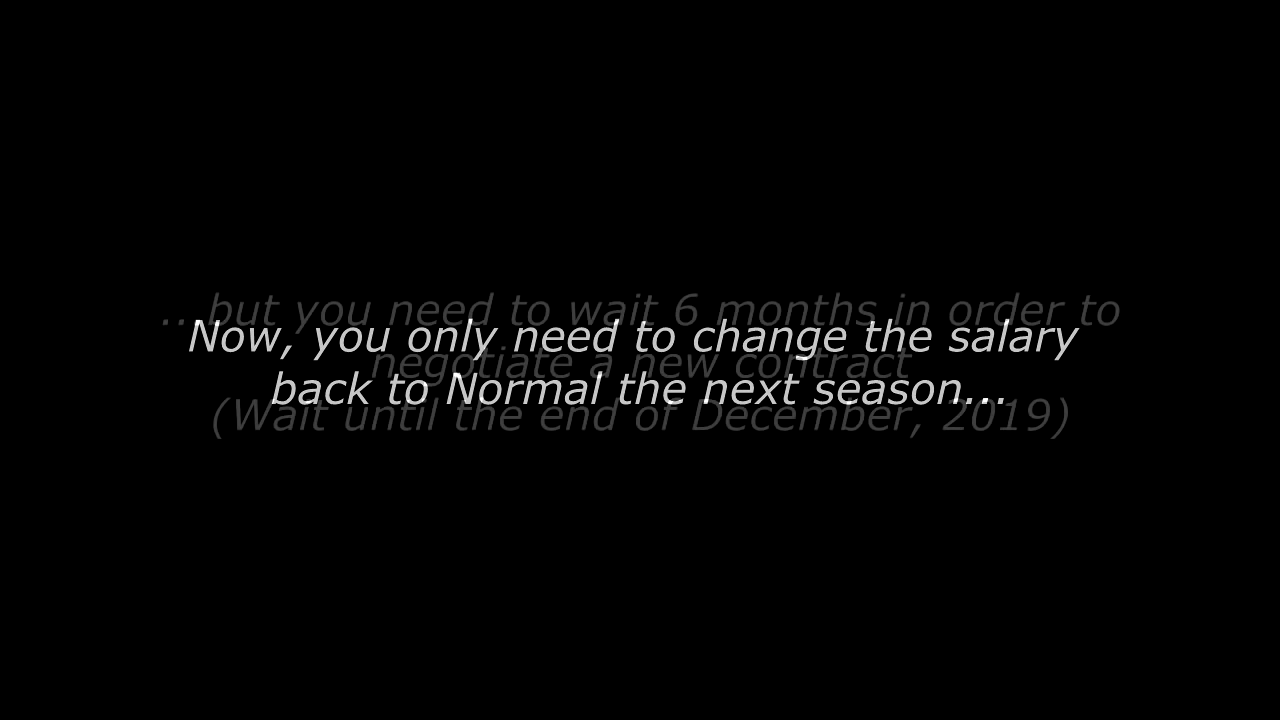 Now, you only need to change the salary
back to Normal the next season...
...but you need to wait 6 months in order to
negotiate a new contract
(Wait until the end of December, 2019)